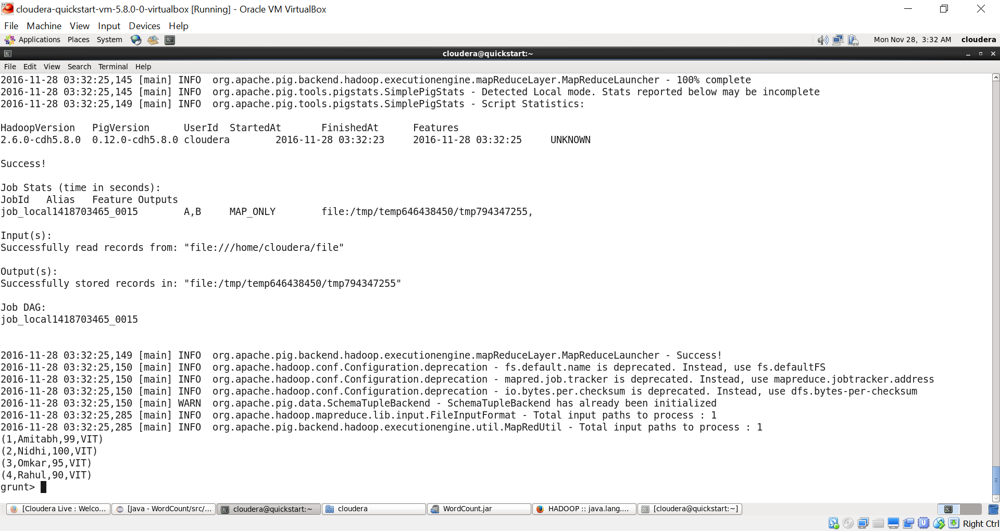 cloudera-quickstart-vm-5.8.0-0-virtualbox [Running] - Oracle VM VirtualBox
File Machine View Input Devices Help
Applications Places System Mon Nov 28, 3:32 AM cloudera
cloudera@quickstart:~
File Edit View Search Terminal Help
2016-11-28 03:32:25,145 [main] INFO  org.apache.pig.backend.hadoop.executionengine.mapReduceLayer.MapReduceLauncher - 100% complete
2016-11-28 03:32:25,145 [main] INFO  org.apache.pig.tools.pigstats.SimplePigStats - Detected Local mode. Stats reported below may be incomplete
2016-11-28 03:32:25,149 [main] INFO  org.apache.pig.tools.pigstats.SimplePigStats - Script Statistics:
HadoopVersion   PigVersion      UserId  StartedAt       FinishedAt      Features
2.6.0-cdh5.8.0  0.12.0-cdh5.8.0 cloudera        2016-11-28 03:32:23     2016-11-28 03:32:25     UNKNOWN
Success!
Job Stats (time in seconds):
JobId   Alias   Feature Outputs
job_local1418703465_0015        A,B     MAP_ONLY        file:/tmp/temp646438450/tmp794347255,
Input(s):
Successfully read records from: "file:///home/cloudera/file"
Output(s):
Successfully stored records in: "file:/tmp/temp646438450/tmp794347255"
Job DAG:
job_local1418703465_0015
2016-11-28 03:32:25,149 [main] INFO  org.apache.pig.backend.hadoop.executionengine.mapReduceLayer.MapReduceLauncher - Success!
2016-11-28 03:32:25,150 [main] INFO  org.apache.hadoop.conf.Configuration.deprecation - fs.default.name is deprecated. Instead, use fs.defaultFS
2016-11-28 03:32:25,150 [main] INFO  org.apache.hadoop.conf.Configuration.deprecation - mapred.job.tracker is deprecated. Instead, use mapreduce.jobtracker.address
2016-11-28 03:32:25,150 [main] INFO  org.apache.hadoop.conf.Configuration.deprecation - io.bytes.per.checksum is deprecated. Instead, use dfs.bytes-per-checksum
2016-11-28 03:32:25,150 [main] WARN  org.apache.pig.data.SchemaTupleBackend - SchemaTupleBackend has already been initialized
2016-11-28 03:32:25,285 [main] INFO  org.apache.hadoop.mapreduce.lib.input.FileInputFormat - Total input paths to process : 1
2016-11-28 03:32:25,285 [main] INFO  org.apache.pig.backend.hadoop.executionengine.util.MapRedUtil - Total input paths to process : 1
(1,Amitabh,99,VIT)
(2,Nidhi,100,VIT)
(3,Omkar,95,VIT)
(4,Rahul,90,VIT)
grunt>
[Cloudera Live : Welco... [Java - WordCount/src/... cloudera@quickstart:~ cloudera WordCount.jar HADOOP :: java.lang.... [cloudera@quickstart:~]
Right Ctrl